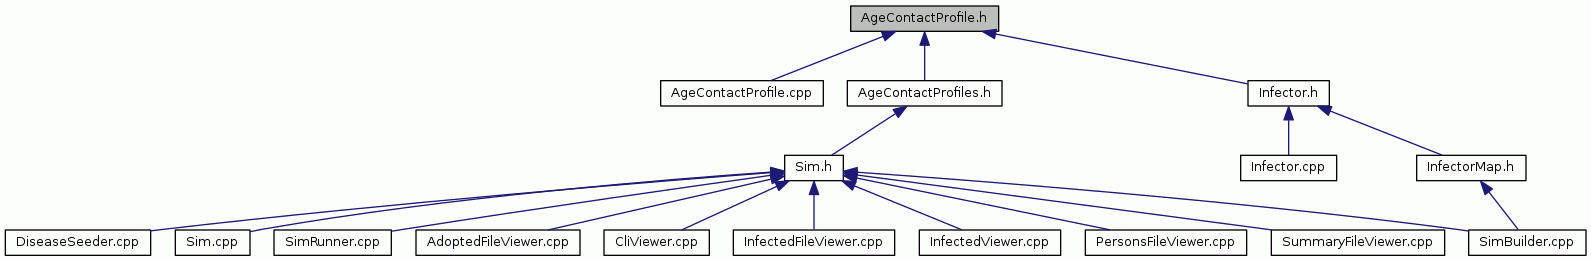 AgeContactProfile.h
AgeContactProfile.cpp
AgeContactProfiles.h
Infector.h
Sim.h
Infector.cpp
InfectorMap.h
DiseaseSeeder.cpp
Sim.cpp
SimRunner.cpp
AdoptedFileViewer.cpp
CliViewer.cpp
InfectedFileViewer.cpp
InfectedViewer.cpp
PersonsFileViewer.cpp
SummaryFileViewer.cpp
SimBuilder.cpp